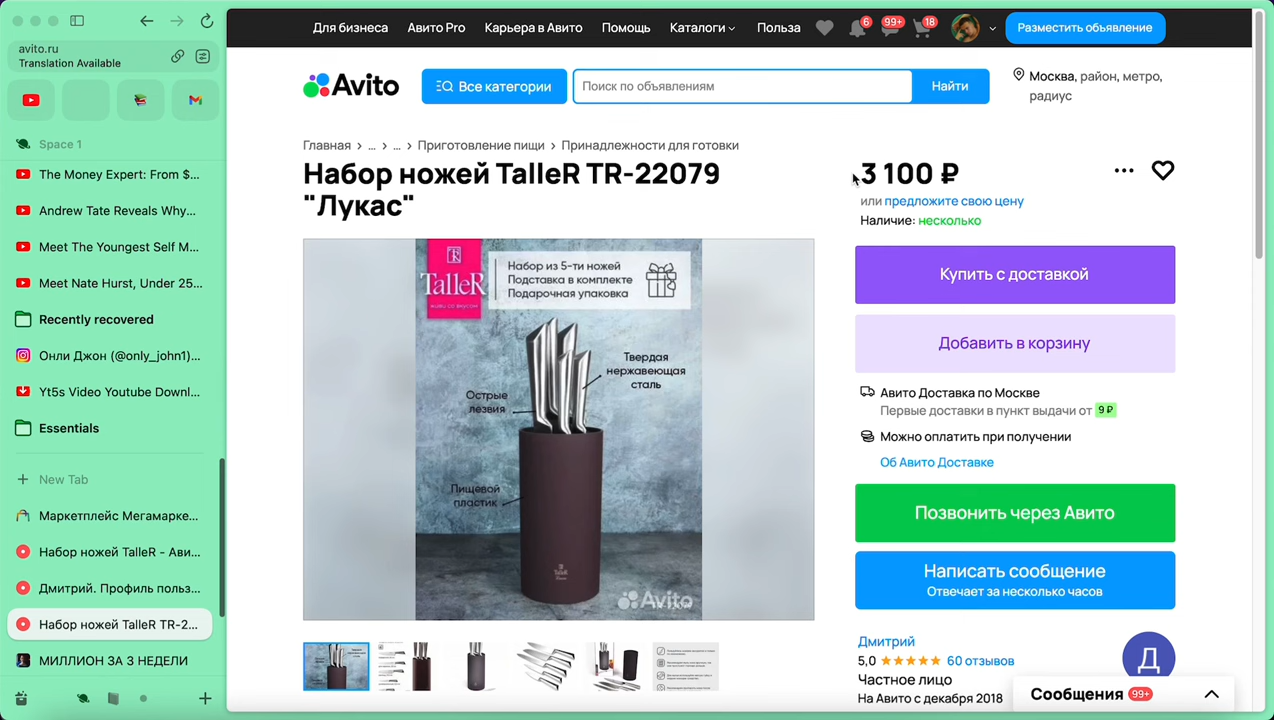 avito.ru
Translation Available
Space 1
The Money Expert: From $...
Andrew Tate Reveals Why...
Meet The Youngest Self M...
Meet Nate Hurst, Under 25...
Recently recovered
Онли Джон (@only_john1)...
Yt5s Video Youtube Downl...
Essentials
New Tab
Маркетплейс Мегамарке...
Набор ножей TalleR - Ави...
Дмитрий. Профиль польз...
Набор ножей TalleR TR-2...
МИЛЛИОН ЗА 3 НЕДЕЛИ
Для бизнеса Авито Pro Карьера в Авито Помощь Каталоги Польза 6 99+ 18 Разместить объявление
Avito Все категории Поиск по объявлениям Найти
Москва, район, метро,
радиус
Главная › ... › ... › Приготовление пищи › Принадлежности для готовки
Набор ножей TalleR TR-22079
"Лукас"
TalleR
Набор из 5-ти ножей
Подставка в комплекте
Подарочная упаковка
Твердая
нержавеющая
сталь
Острые
лезвия
Пищевой
пластик
TalleR
Avito
3 100 ₽
или предложите свою цену
Наличие: несколько
Купить с доставкой
Добавить в корзину
Авито Доставка по Москве
Первые доставки в пункт выдачи от 9 ₽
Можно оплатить при получении
Об Авито Доставке
Позвонить через Авито
Написать сообщение
Отвечает за несколько часов
Дмитрий
5,0 60 отзывов
Частное лицо
На Авито с декабря 2018
Д
Сообщения 99+